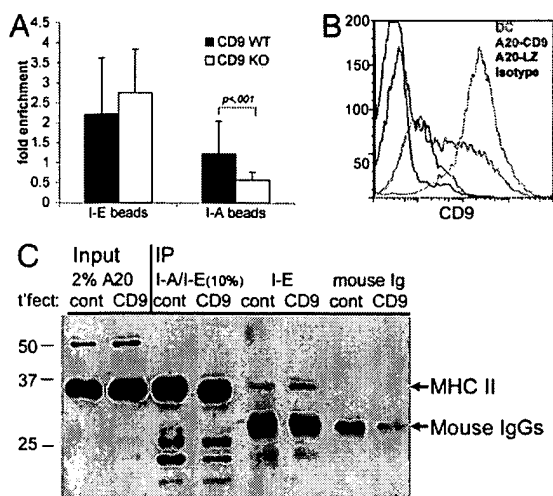 A
fold enrichment
4.5
4
3.5
3
2.5
2
1.5
1
0.5
0
CD9 WT
CD9 KO
p<.001
I-E beads
I-A beads
B
200
150
100
50
DC
A20-CD9
A20-LZ
Isotype
CD9
C
Input
IP
2% A20
I-A/I-E(10%)
I-E
mouse Ig
t'fect:
cont
CD9
cont
CD9
cont
CD9
cont
CD9
50
37
25
MHC II
Mouse IgGs